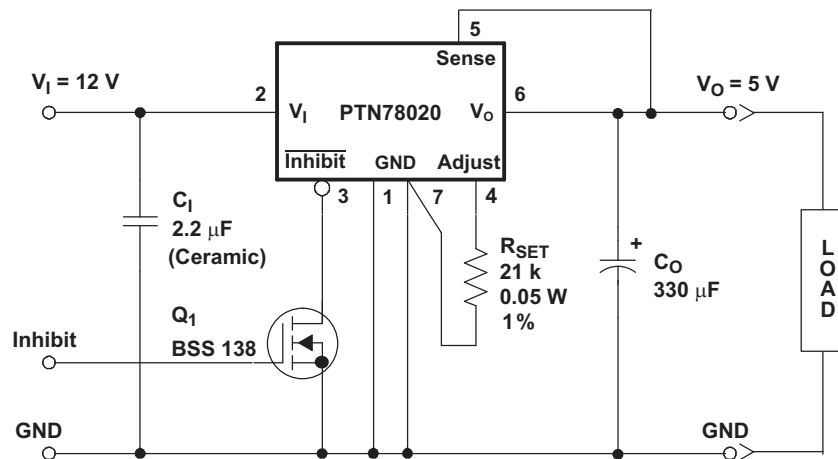 5
Sense
V_I = 12 V
2
V_I
PTN78020
V_O
6
V_O = 5 V
Inhibit
GND
Adjust
3
1
7
4
C_I
2.2 μF
(Ceramic)
R_SET
21 k
0.05 W
1%
+
C_O
330 μF
LOAD
Q_1
BSS 138
Inhibit
GND
GND